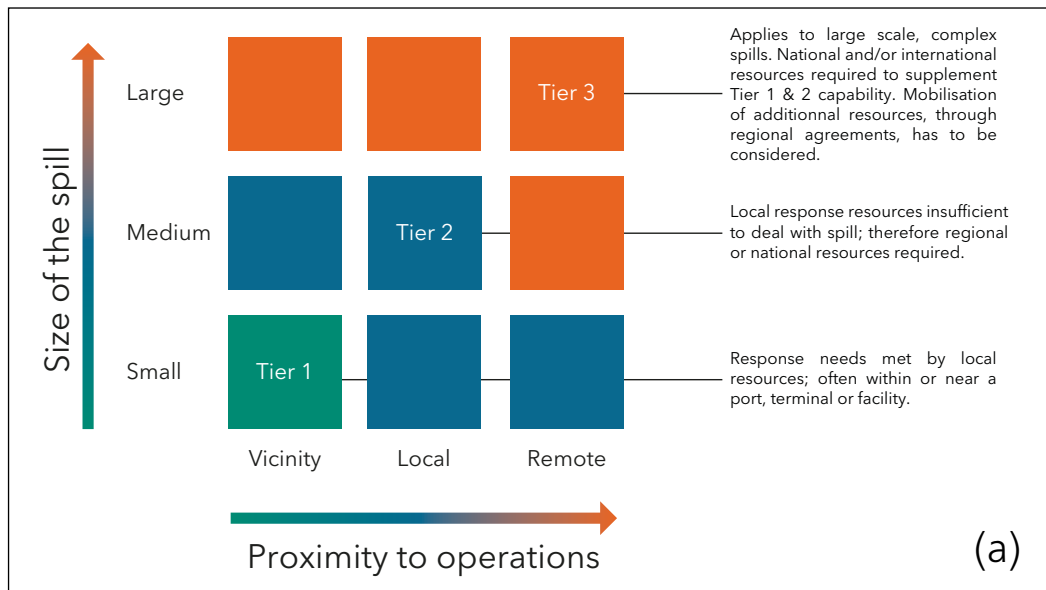 Size of the spill
Large
Tier 3
Applies to large scale, complex
spills. National and/or international
resources required to supplement
Tier 1 & 2 capability. Mobilisation
of additionnal resources, through
regional agreements, has to be
considered.
Medium
Tier 2
Local response resources insufficient
to deal with spill; therefore regional
or national resources required.
Small
Tier 1
Response needs met by local
resources; often within or near a
port, terminal or facility.
Vicinity
Local
Remote
Proximity to operations
(a)